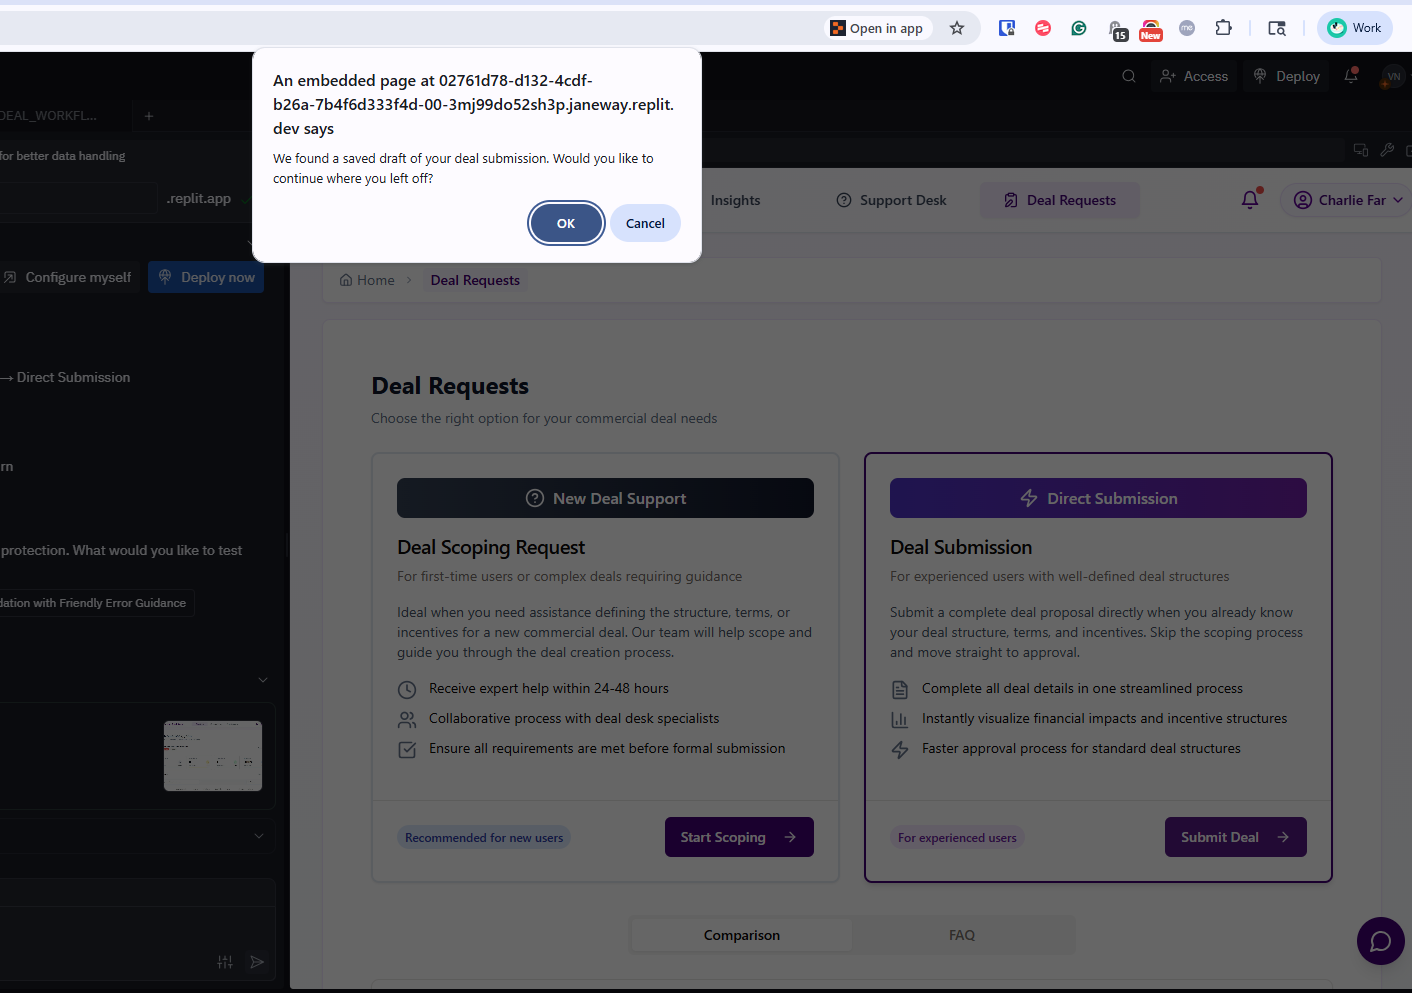 Open in app
15
New
me
Work
An embedded page at 02761d78-d132-4cdf-
b26a-7b4f6d333f4d-00-3mj99do52sh3p.janeway.replit.
dev says
We found a saved draft of your deal submission. Would you like to
continue where you left off?
OK
Cancel
Access
Deploy
VN
DEAL_WORKFL...
+
for better data handling
.replit.app
Configure myself
Deploy now
→ Direct Submission
rn
protection. What would you like to test
dation with Friendly Error Guidance
Insights
Support Desk
Deal Requests
Charlie Far
Home
Deal Requests
Deal Requests
Choose the right option for your commercial deal needs
New Deal Support
Deal Scoping Request
For first-time users or complex deals requiring guidance
Ideal when you need assistance defining the structure, terms, or
incentives for a new commercial deal. Our team will help scope and
guide you through the deal creation process.
Receive expert help within 24-48 hours
Collaborative process with deal desk specialists
Ensure all requirements are met before formal submission
Recommended for new users
Start Scoping
Direct Submission
Deal Submission
For experienced users with well-defined deal structures
Submit a complete deal proposal directly when you already know
your deal structure, terms, and incentives. Skip the scoping process
and move straight to approval.
Complete all deal details in one streamlined process
Instantly visualize financial impacts and incentive structures
Faster approval process for standard deal structures
For experienced users
Submit Deal
Comparison
FAQ